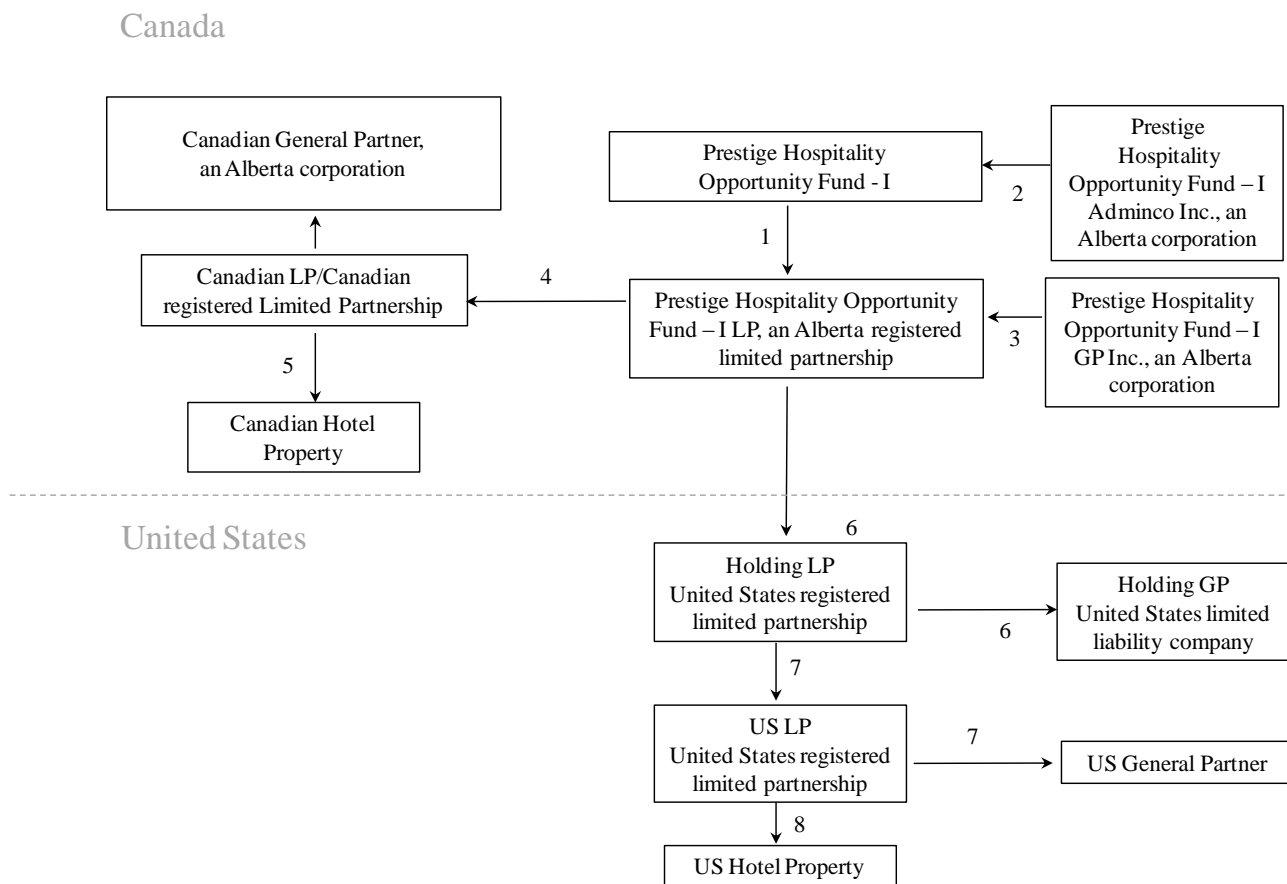 Canada
Canadian General Partner,
an Alberta corporation
Prestige Hospitality
Opportunity Fund - I
Prestige
Hospitality
Opportunity Fund – I
Adminco Inc., an
Alberta corporation
2
1
Canadian LP/Canadian
registered Limited Partnership
4
Prestige Hospitality Opportunity
Fund – I LP, an Alberta registered
limited partnership
3
Prestige Hospitality
Opportunity Fund – I
GP Inc., an Alberta
corporation
5
Canadian Hotel
Property
United States
6
Holding LP
United States registered
limited partnership
6
Holding GP
United States limited
liability company
7
US LP
United States registered
limited partnership
7
US General Partner
8
US Hotel Property